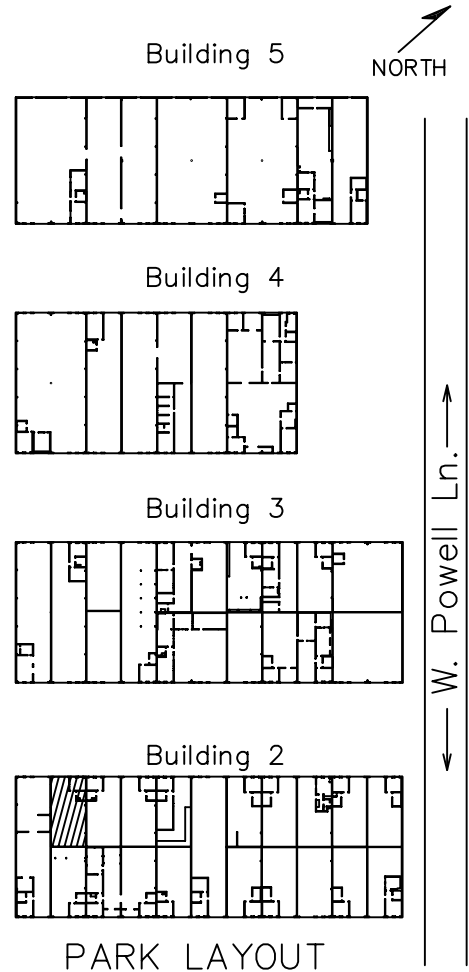 Building 5
NORTH
Building 4
Building 3
W. Powell Ln.
Building 2
PARK LAYOUT